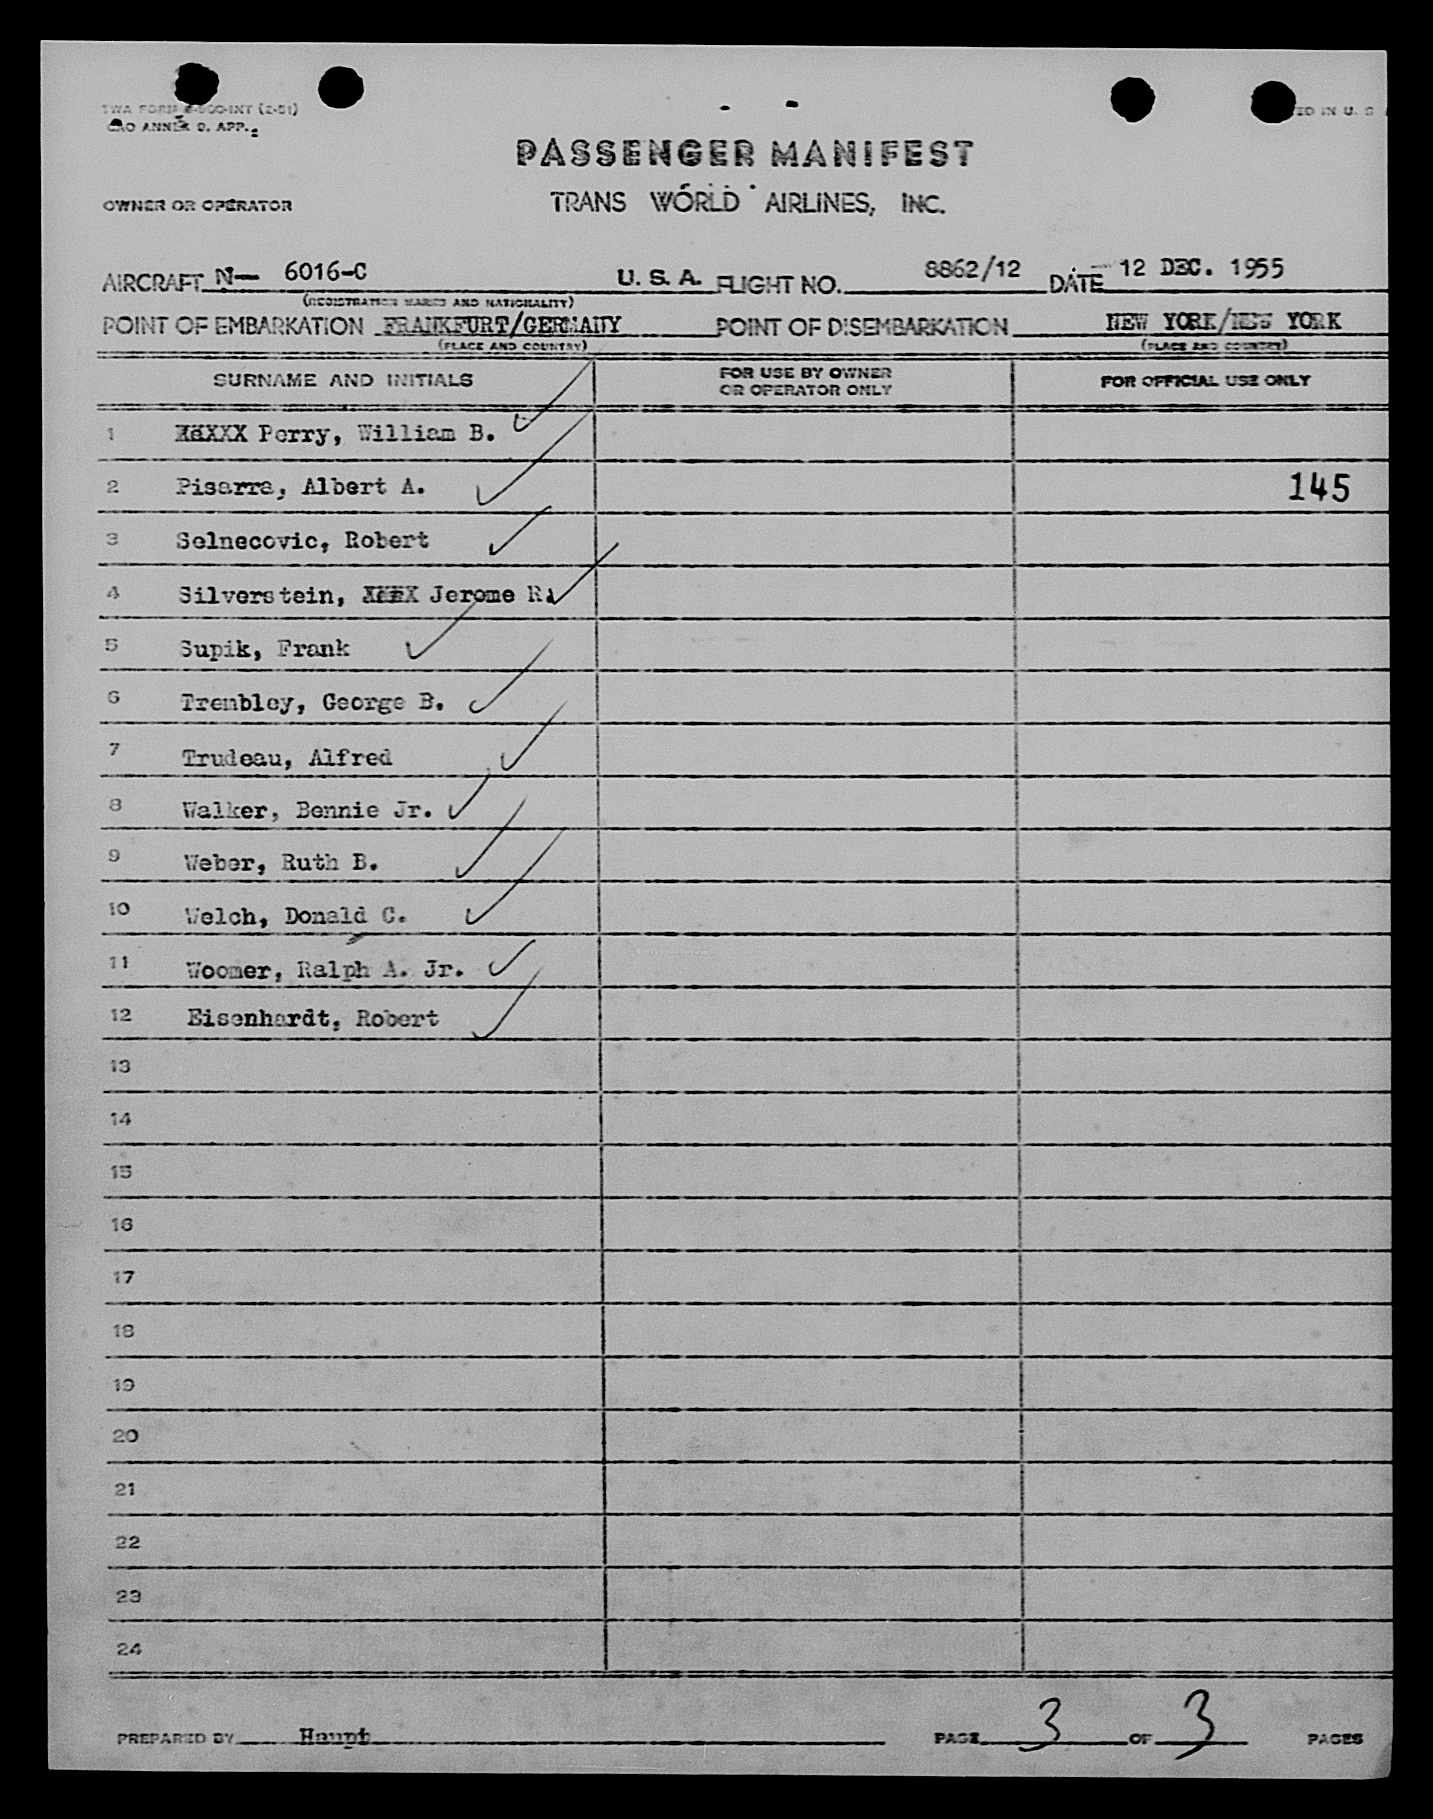 TWA FORM
CAO ANNEX 9, APP.
PASSENGER MANIFEST
OWNER OR OPERATOR TRANS WORLD AIRLINES, INC.
AIRCRAFT N— 6016-C U. S. A. FLIGHT NO. 8862/12 DATE 12 DEC. 1955
(REGISTRATION MARKS AND NATIONALITY)
POINT OF EMBARKATION FRANKFURT/GERMANY POINT OF DISEMBARKATION NEW YORK/NEW YORK
(PLACE AND COUNTRY) (PLACE AND COUNTRY)
SURNAME AND INITIALS FOR USE BY OWNER OR OPERATOR ONLY FOR OFFICIAL USE ONLY
1 Perry, William B.
2 Pisarra, Albert A. 145
3 Selnecovic, Robert
4 Silverstein, Jerome R.
5 Supik, Frank
6 Trembley, George B.
7 Trudeau, Alfred
8 Walker, Bennie Jr.
9 Weber, Ruth B.
10 Welch, Donald C.
11 Woomer, Ralph A. Jr.
12 Eisenhardt, Robert
13
14
15
16
17
18
19
20
21
22
23
24
PREPARED BY Haupt PAGE 3 OF 3 PAGES